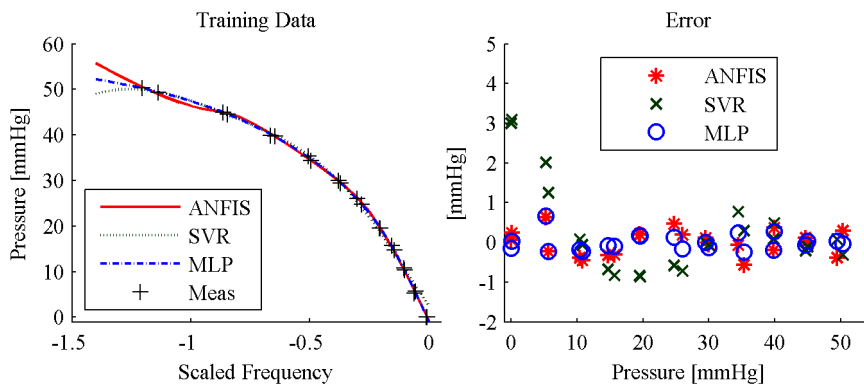 Training Data
Pressure [mmHg]
60
50
40
30
20
10
0
-1.5
-1
-0.5
0
Scaled Frequency
ANFIS
SVR
MLP
Meas
Error
[mmHg]
5
4
3
2
1
0
-1
-2
0
10
20
30
40
50
Pressure [mmHg]
ANFIS
SVR
MLP